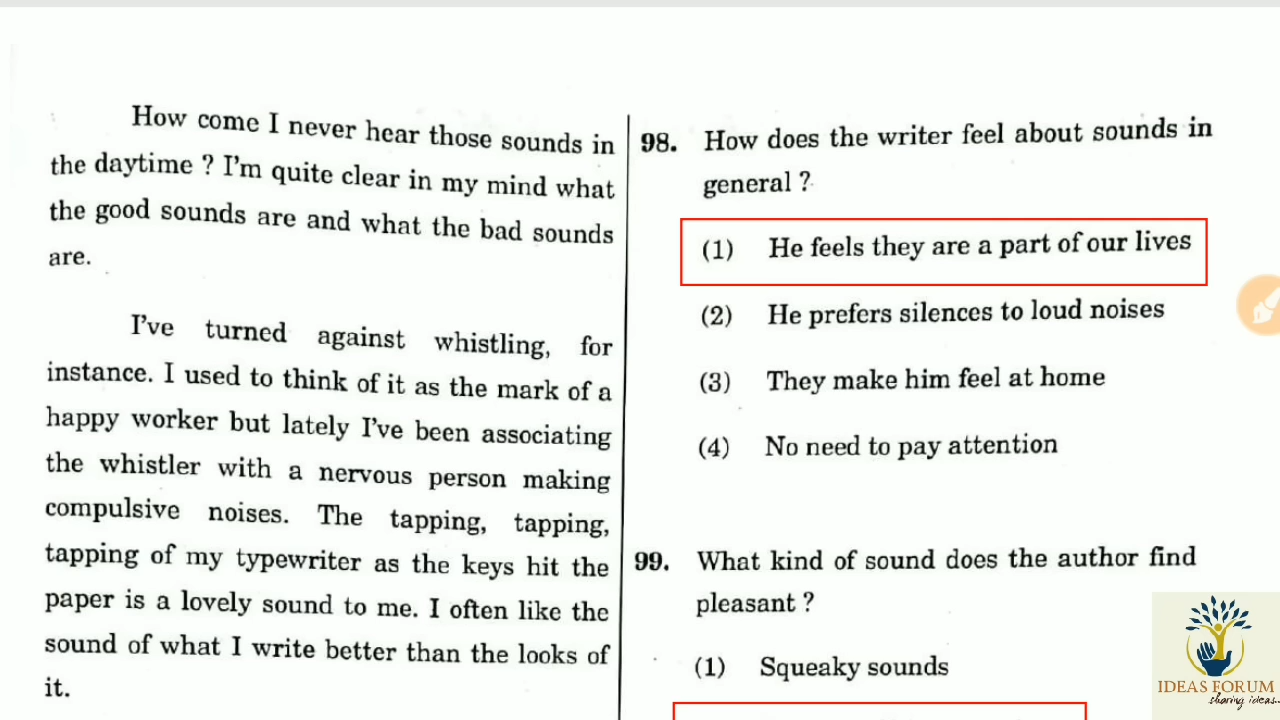 How come I never hear those sounds in
the daytime ? I'm quite clear in my mind what
the good sounds are and what the bad sounds
are.
I've turned against whistling, for
instance. I used to think of it as the mark of a
happy worker but lately I've been associating
the whistler with a nervous person making
compulsive noises. The tapping, tapping,
tapping of my typewriter as the keys hit the
paper is a lovely sound to me. I often like the
sound of what I write better than the looks of
it.
98. How does the writer feel about sounds in
general ?
(1) He feels they are a part of our lives
(2) He prefers silences to loud noises
(3) They make him feel at home
(4) No need to pay attention
99. What kind of sound does the author find
pleasant ?
(1) Squeaky sounds
IDEAS FORUM
sharing ideas..